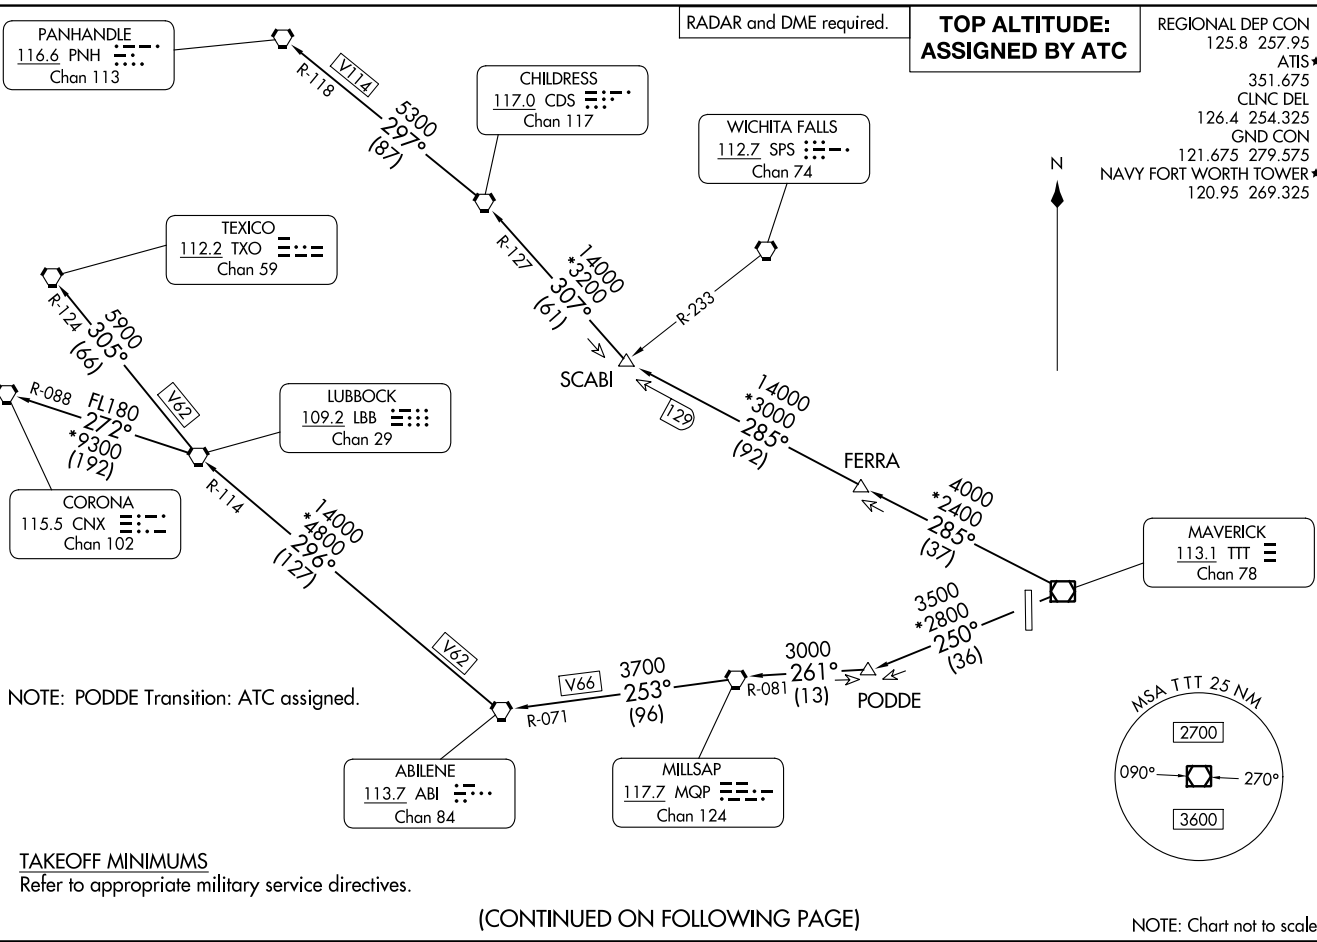 PANHANDLE
116.6 PNH
Chan 113
RADAR and DME required.
TOP ALTITUDE:
ASSIGNED BY ATC
REGIONAL DEP CON
125.8 257.95
ATIS★
351.675
CLNC DEL
126.4 254.325
GND CON
121.675 279.575
NAVY FORT WORTH TOWER★
120.95 269.325
R-118
V114
5300
297°
(87)
CHILDRESS
117.0 CDS
Chan 117
WICHITA FALLS
112.7 SPS
Chan 74
N
TEXICO
112.2 TXO
Chan 59
R-127
14000
*3200
307°
(61)
R-233
SCABI
129
R-124
5900
305°
(66)
V62
R-088
FL180
272°
*9300
(192)
LUBBOCK
109.2 LBB
Chan 29
14000
*3000
285°
(92)
FERRA
CORONA
115.5 CNX
Chan 102
R-114
14000
*4800
296°
(127)
4000
*2400
285°
(37)
MAVERICK
113.1 TTT
Chan 78
3500
*2800
250°
(36)
V62
NOTE: PODDE Transition: ATC assigned.
R-071
V66
3700
253°
(96)
R-081
3000
261°
(13)
PODDE
ABILENE
113.7 ABI
Chan 84
MILLSAP
117.7 MQP
Chan 124
MSA TTT 25 NM
2700
090°
270°
3600
TAKEOFF MINIMUMS
Refer to appropriate military service directives.
(CONTINUED ON FOLLOWING PAGE)
NOTE: Chart not to scale